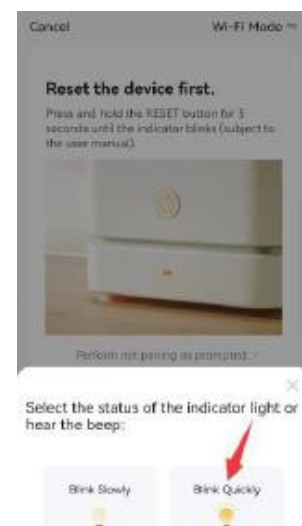 Cancel
Wi-Fi Mode
Reset the device first.
Press and hold the RESET button for 5
seconds until the indicator blinks (subject to
the user manual).
Perform net pairing as prompted.
Select the status of the indicator light or
hear the beep:
Blink Slowly
Blink Quickly